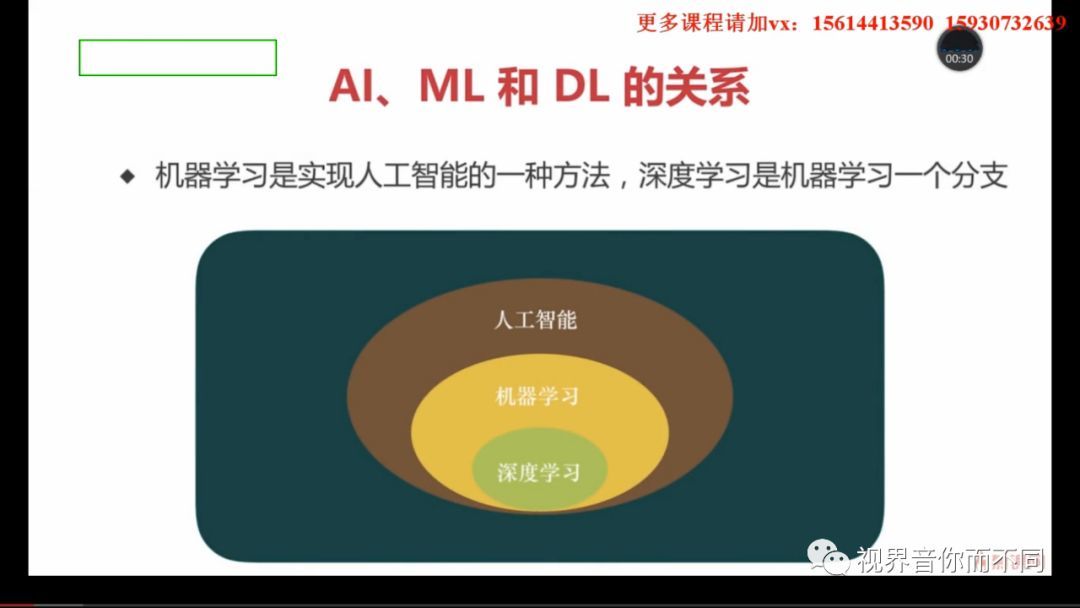 更多课程请加vx：15614413590 15930732639
00:30
AI、ML 和 DL 的关系
◆ 机器学习是实现人工智能的一种方法，深度学习是机器学习一个分支
人工智能
机器学习
深度学习
视界音你而不同